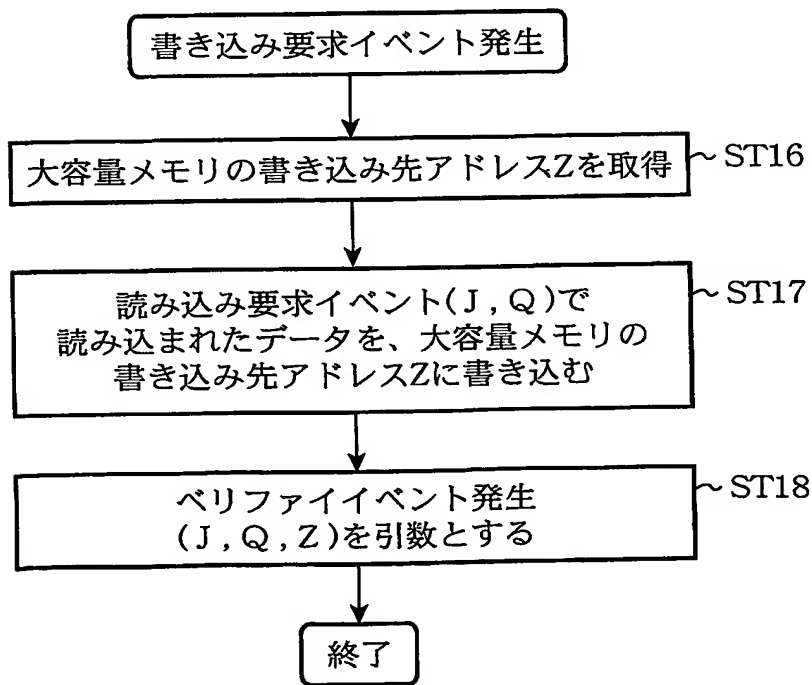 書き込み要求イベント発生
大容量メモリの書き込み先アドレスZを取得
~ST16
読み込み要求イベント(J,Q)で
読み込まれたデータを、大容量メモリの
書き込み先アドレスZに書き込む
~ST17
ベリファイイベント発生
(J,Q,Z)を引数とする
~ST18
終了